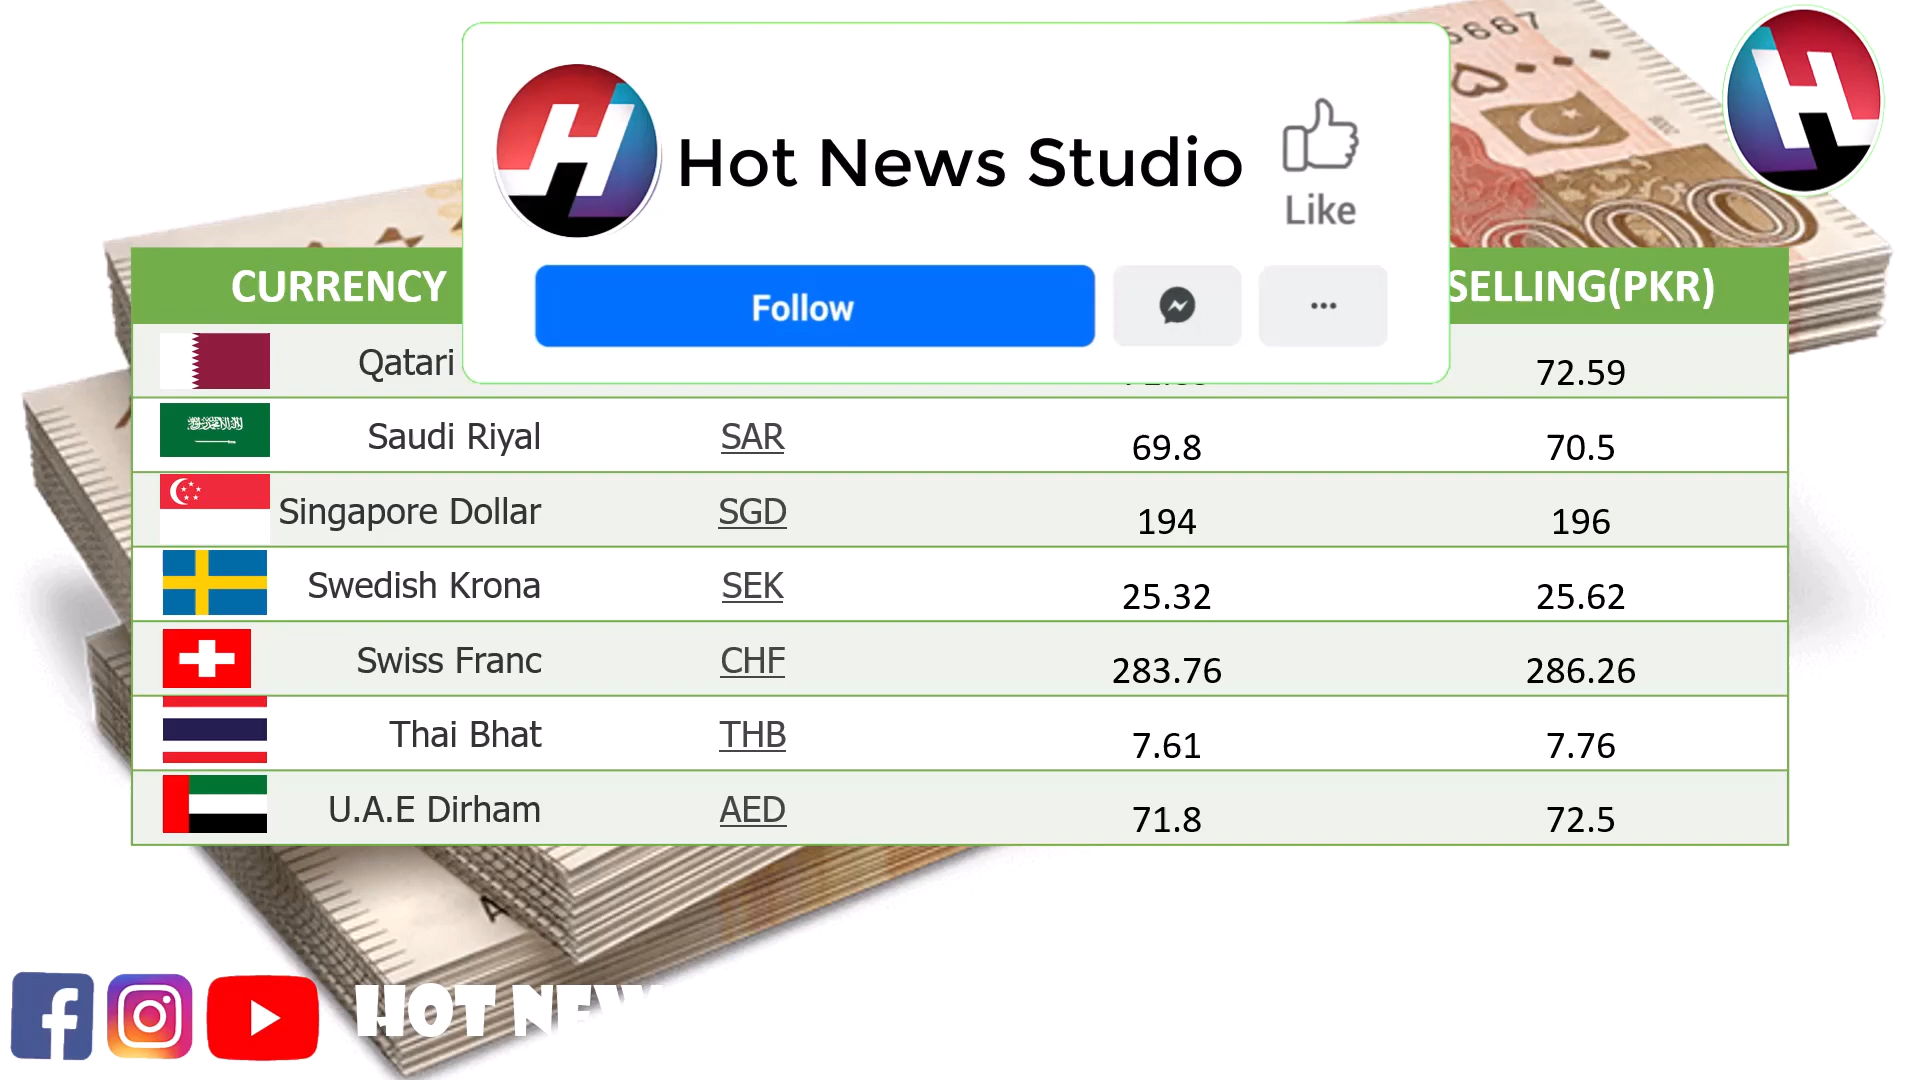 5667
Hot News Studio
Like
Follow
CURRENCY
SELLING(PKR)
Qatari
72.59
Saudi Riyal SAR 69.8 70.5
Singapore Dollar SGD 194 196
Swedish Krona SEK 25.32 25.62
Swiss Franc CHF 283.76 286.26
Thai Bhat THB 7.61 7.76
U.A.E Dirham AED 71.8 72.5
HOT NEW